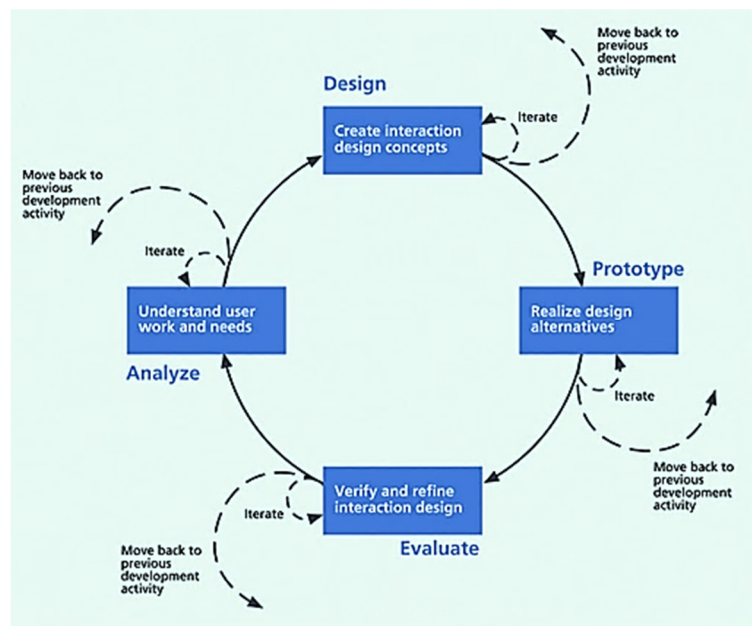 Move back to
previous
development
activity
Design
Iterate
Create interaction
design concepts
Move back to
previous
development
activity
Iterate
Prototype
Understand user
work and needs
Realize design
alternatives
Analyze
Iterate
Move back to
previous
development
activity
Verify and refine
interaction design
Iterate
Evaluate
Move back to
previous
development
activity